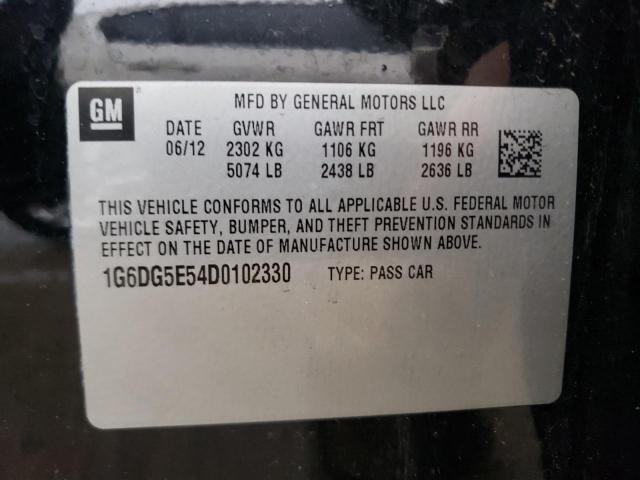 GM
MFD BY GENERAL MOTORS LLC
DATE GVWR GAWR FRT GAWR RR
06/12 2302 KG 1106 KG 1196 KG
5074 LB 2438 LB 2636 LB
THIS VEHICLE CONFORMS TO ALL APPLICABLE U.S. FEDERAL MOTOR
VEHICLE SAFETY, BUMPER, AND THEFT PREVENTION STANDARDS IN
EFFECT ON THE DATE OF MANUFACTURE SHOWN ABOVE.
1G6DG5E54D0102330 TYPE: PASS CAR